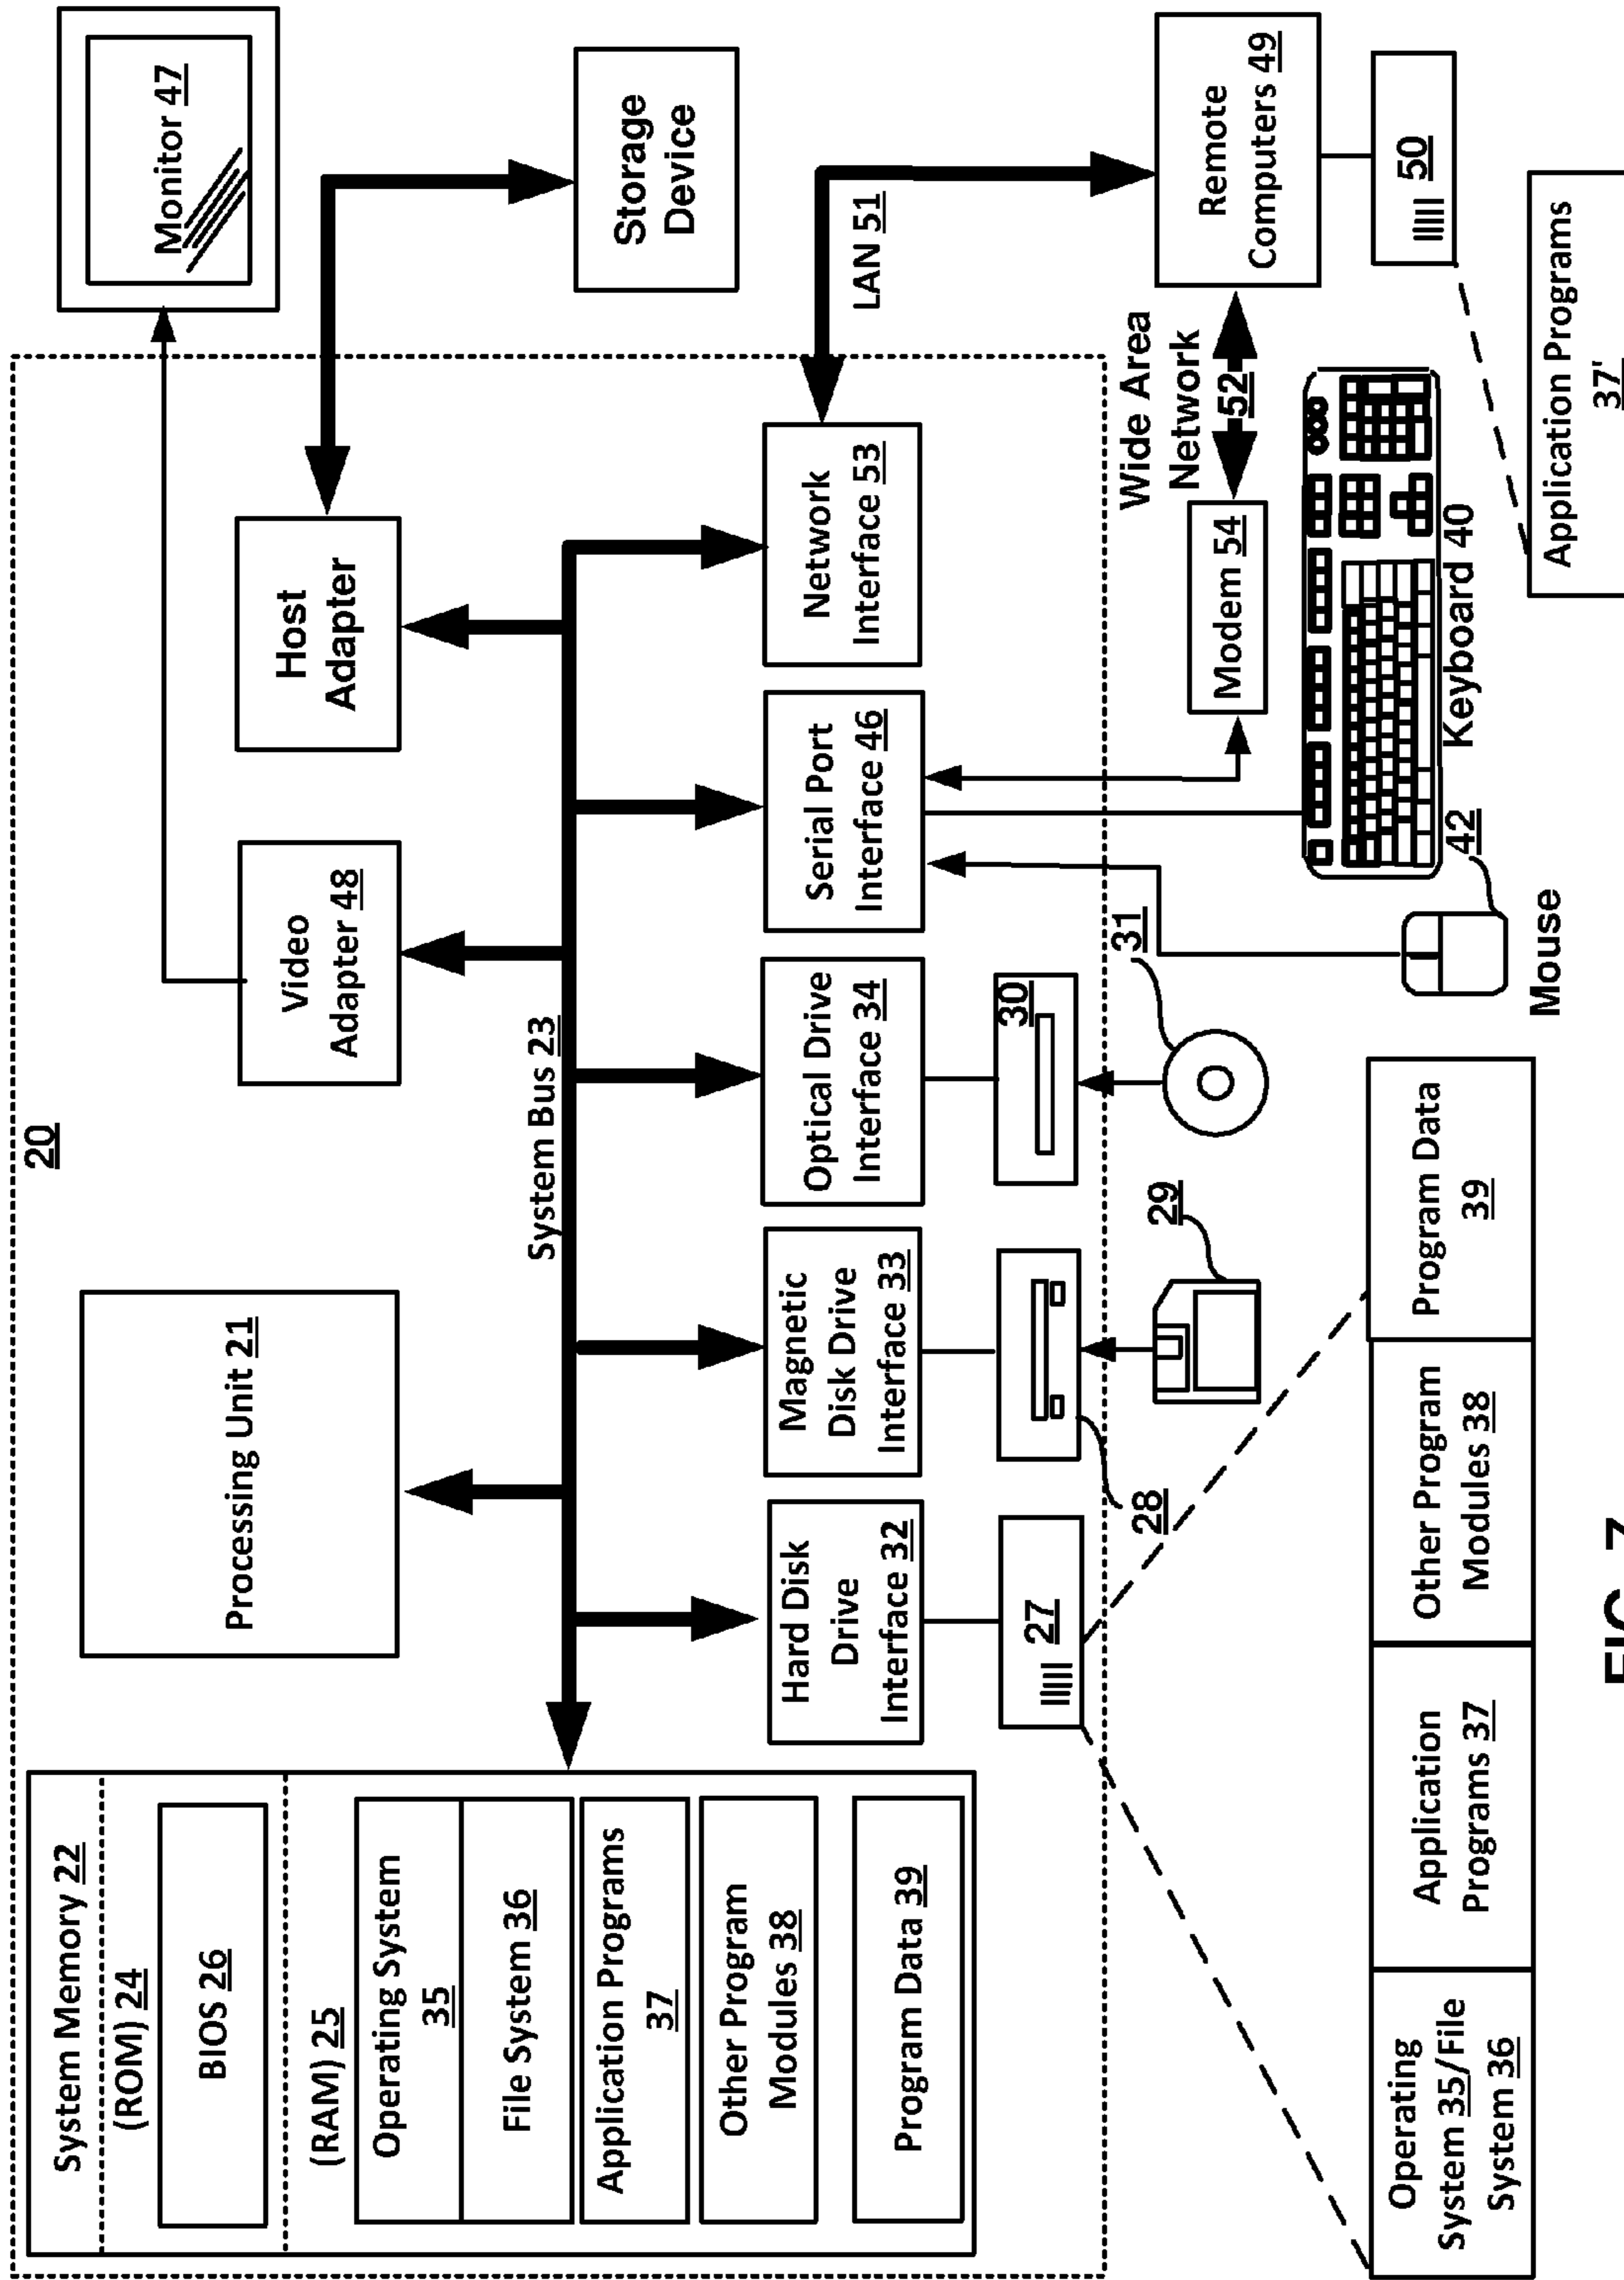 20
System Memory 22
(ROM) 24
BIOS 26
(RAM) 25
Operating System
35
File System 36
Application Programs
37
Other Program
Modules 38
Program Data 39
Processing Unit 21
Video
Adapter 48
Host
Adapter
Monitor 47
Storage
Device
System Bus 23
Hard Disk
Drive
Interface 32
Magnetic
Disk Drive
Interface 33
Optical Drive
Interface 34
Serial Port
Interface 46
Network
Interface 53
LAN 51
27
28
29
30
31
Wide Area
Network
52
Modem 54
Remote
Computers 49
50
Keyboard 40
42
Mouse
Operating
System 35/File
System 36
Application
Programs 37
Other Program
Modules 38
Program Data
39
Application Programs
37'
FIG. 7